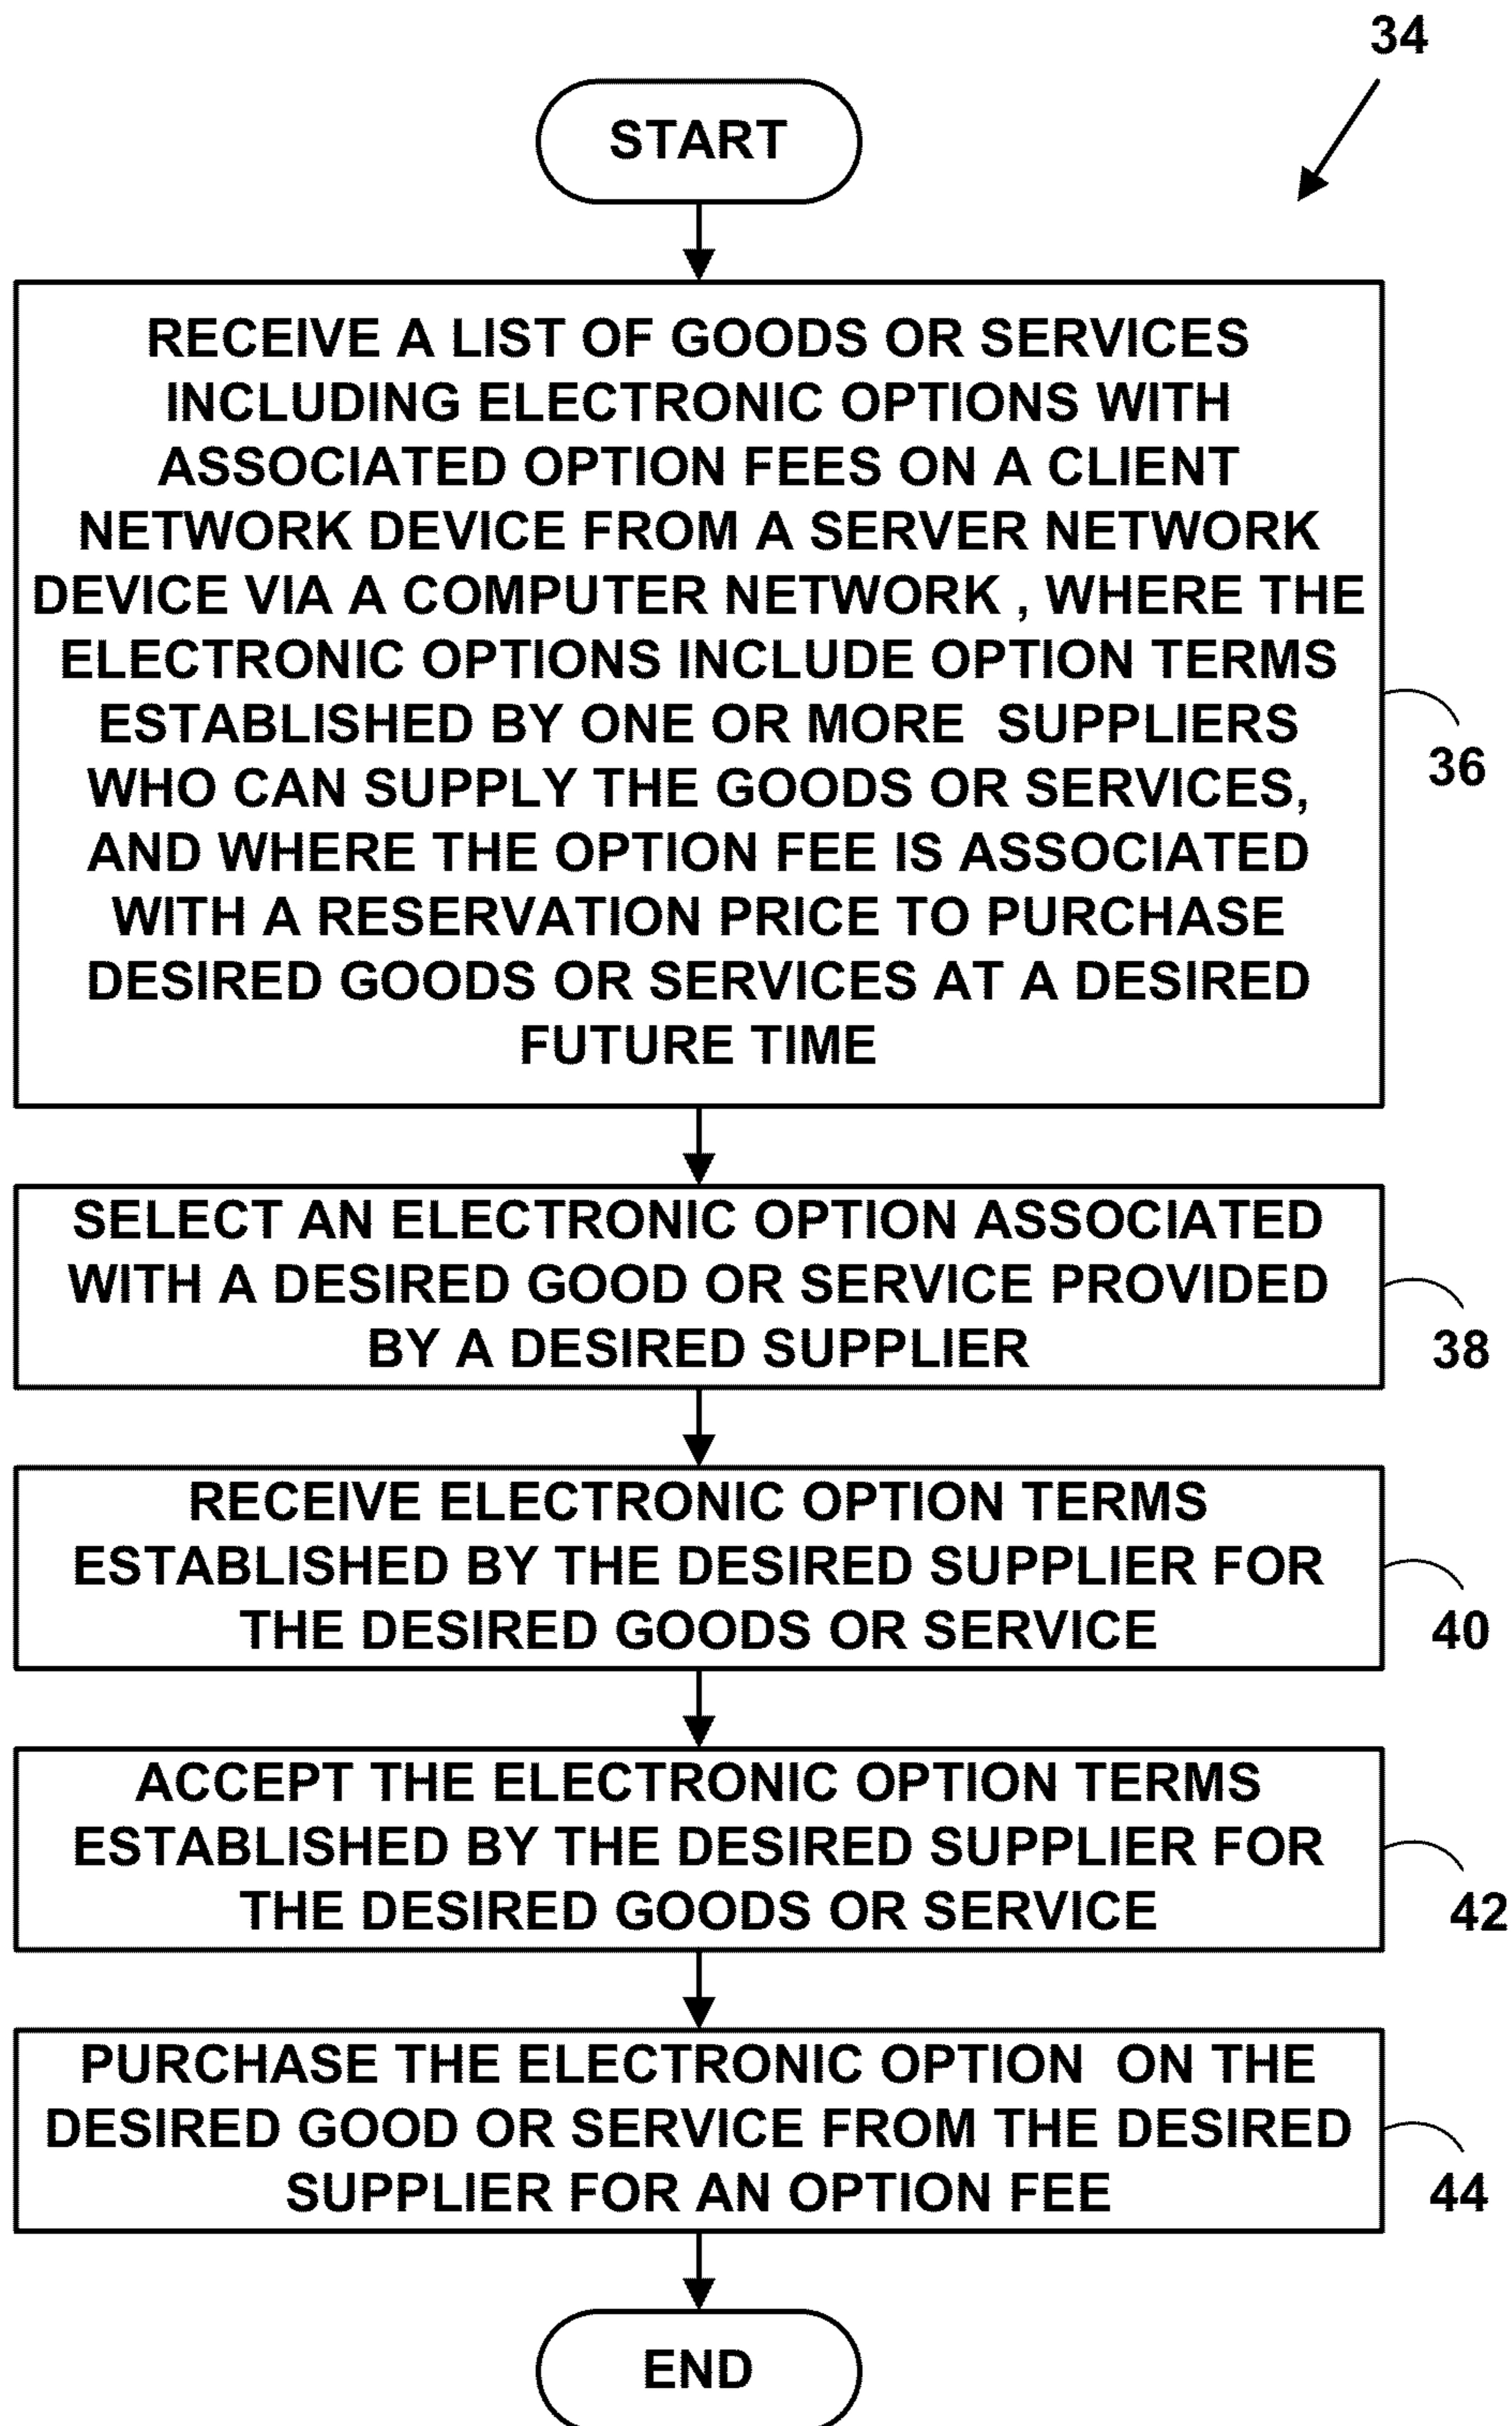 34
START
RECEIVE A LIST OF GOODS OR SERVICES
INCLUDING ELECTRONIC OPTIONS WITH
ASSOCIATED OPTION FEES ON A CLIENT
NETWORK DEVICE FROM A SERVER NETWORK
DEVICE VIA A COMPUTER NETWORK , WHERE THE
ELECTRONIC OPTIONS INCLUDE OPTION TERMS
ESTABLISHED BY ONE OR MORE SUPPLIERS
WHO CAN SUPPLY THE GOODS OR SERVICES,
AND WHERE THE OPTION FEE IS ASSOCIATED
WITH A RESERVATION PRICE TO PURCHASE
DESIRED GOODS OR SERVICES AT A DESIRED
FUTURE TIME
36
SELECT AN ELECTRONIC OPTION ASSOCIATED
WITH A DESIRED GOOD OR SERVICE PROVIDED
BY A DESIRED SUPPLIER
38
RECEIVE ELECTRONIC OPTION TERMS
ESTABLISHED BY THE DESIRED SUPPLIER FOR
THE DESIRED GOODS OR SERVICE
40
ACCEPT THE ELECTRONIC OPTION TERMS
ESTABLISHED BY THE DESIRED SUPPLIER FOR
THE DESIRED GOODS OR SERVICE
42
PURCHASE THE ELECTRONIC OPTION ON THE
DESIRED GOOD OR SERVICE FROM THE DESIRED
SUPPLIER FOR AN OPTION FEE
44
END